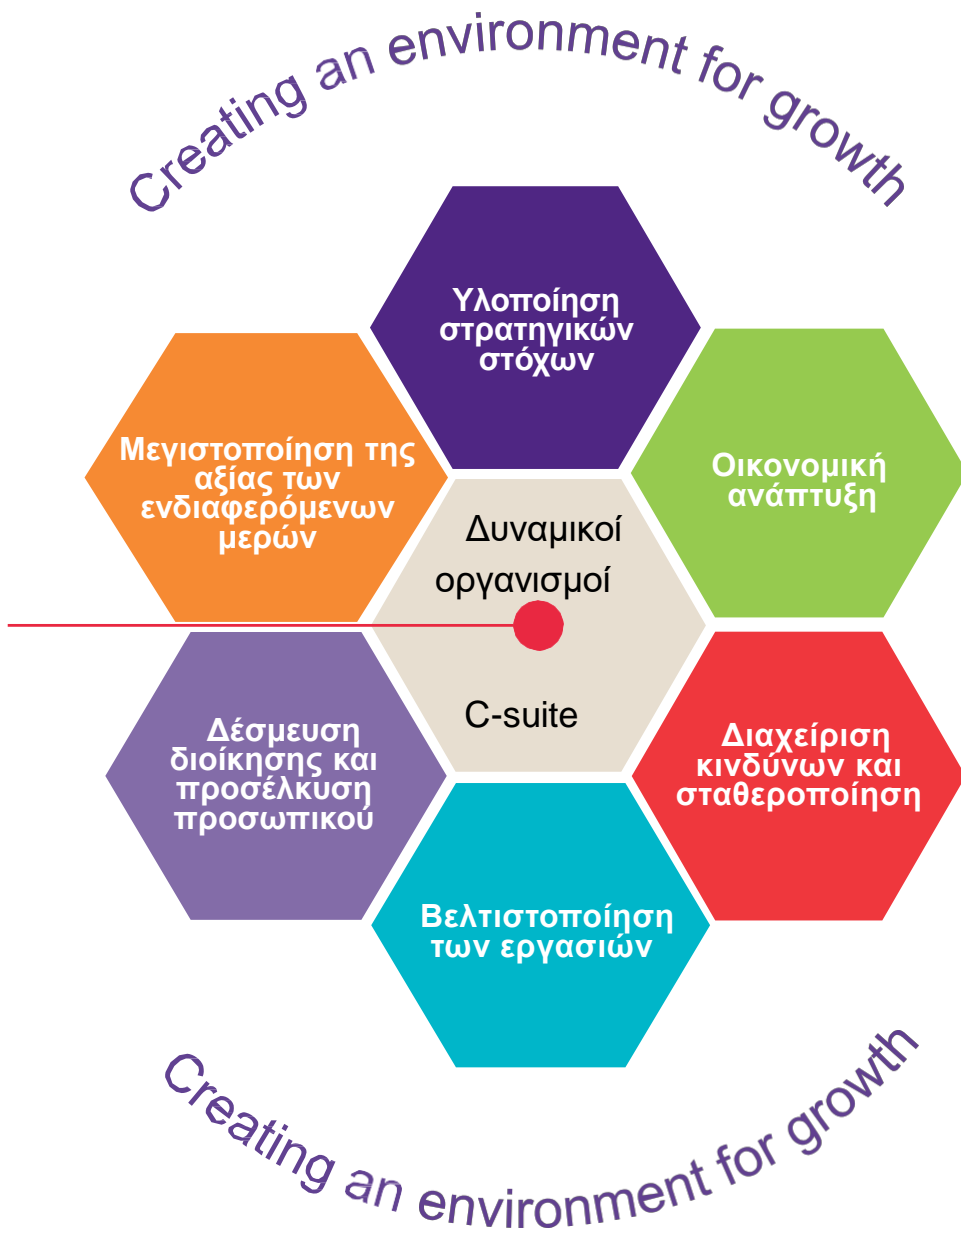 Creating an environment for growth
Υλοποίηση
στρατηγικών
στόχων
Μεγιστοποίηση της
αξίας των
ενδιαφερόμενων
μερών
Οικονομική
ανάπτυξη
Δυναμικοί
οργανισμοί
C-suite
Δέσμευση
διοίκησης και
προσέλκυση
προσωπικού
Διαχείριση
κινδύνων και
σταθεροποίηση
Βελτιστοποίηση
των εργασιών
Creating an environment for growth